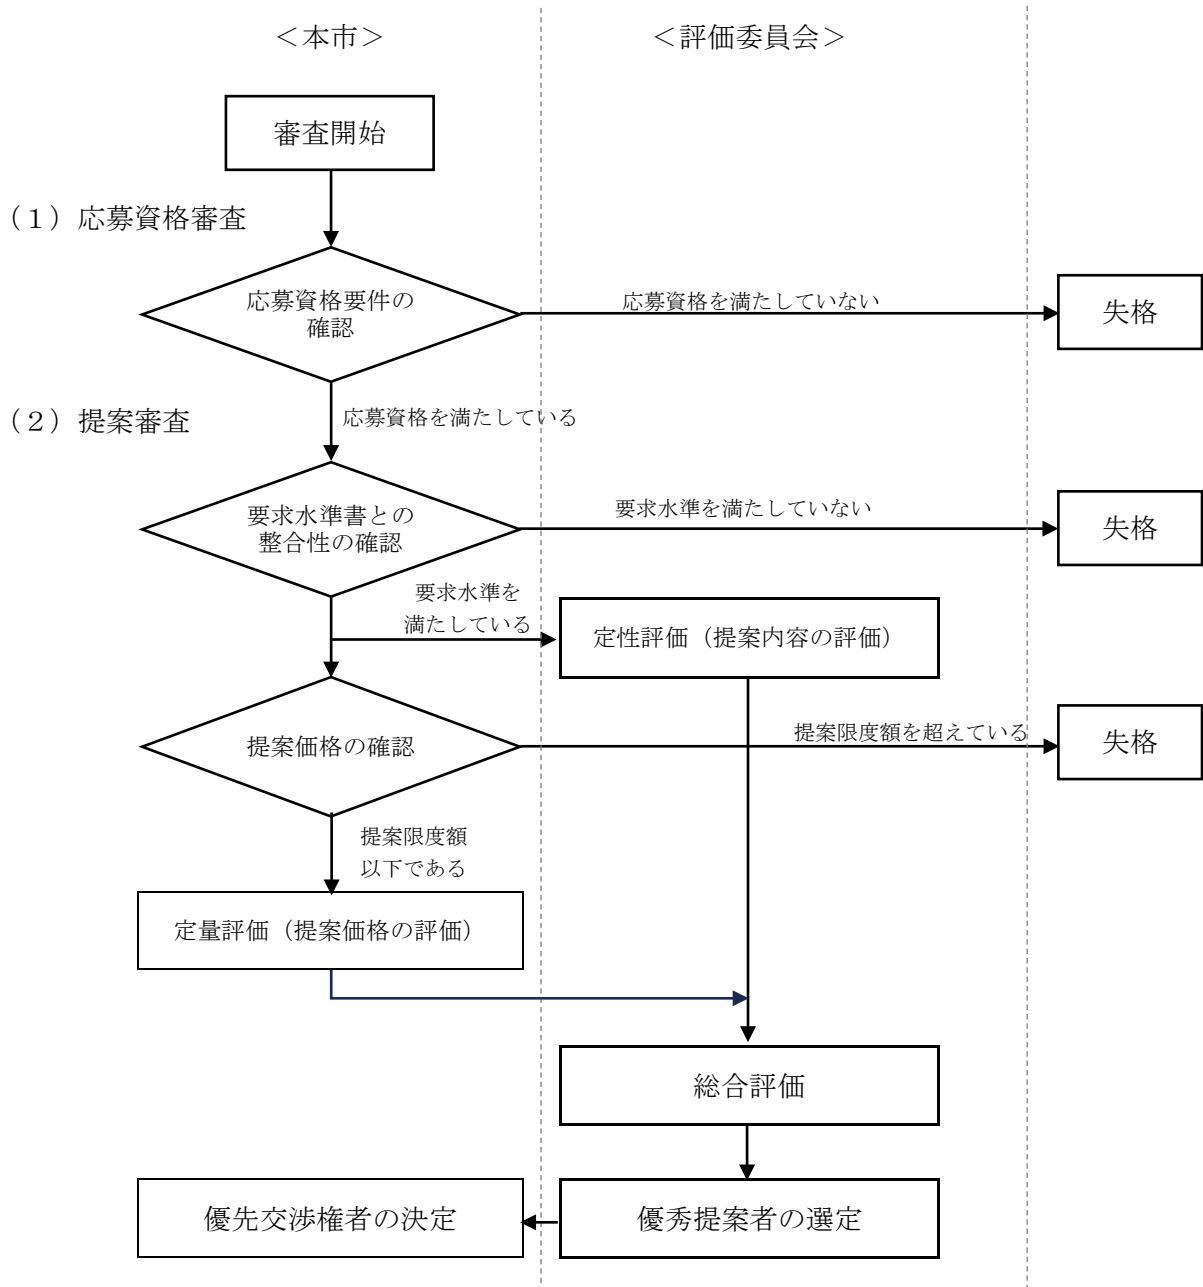 ＜本市＞
＜評価委員会＞
審査開始
（１）応募資格審査
応募資格要件の
確認
応募資格を満たしていない
失格
（２）提案審査
応募資格を満たしている
要求水準書との
整合性の確認
要求水準を満たしていない
失格
要求水準を
満たしている
定性評価（提案内容の評価）
提案価格の確認
提案限度額を超えている
失格
提案限度額
以下である
定量評価（提案価格の評価）
総合評価
優先交渉権者の決定
優秀提案者の選定